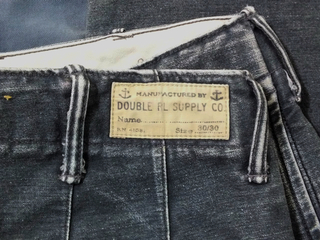 MANUFACTURED BY
DOUBLE RL SUPPLY CO
Name
Size 30/30